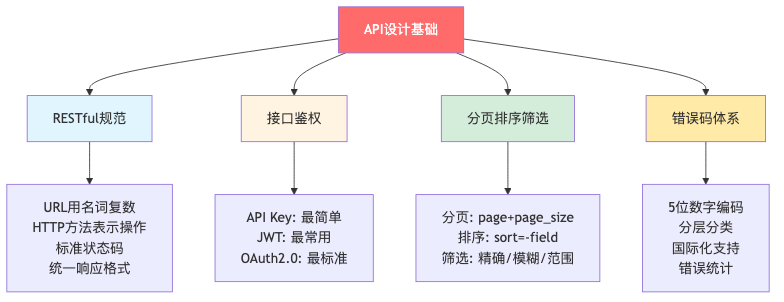 API设计基础
RESTful规范
接口鉴权
分页排序筛选
错误码体系
URL用名词复数
HTTP方法表示操作
标准状态码
统一响应格式
API Key: 最简单
JWT: 最常用
OAuth2.0: 最标准
分页: page+page_size
排序: sort=-field
筛选: 精确/模糊/范围
5位数字编码
分层分类
国际化支持
错误统计